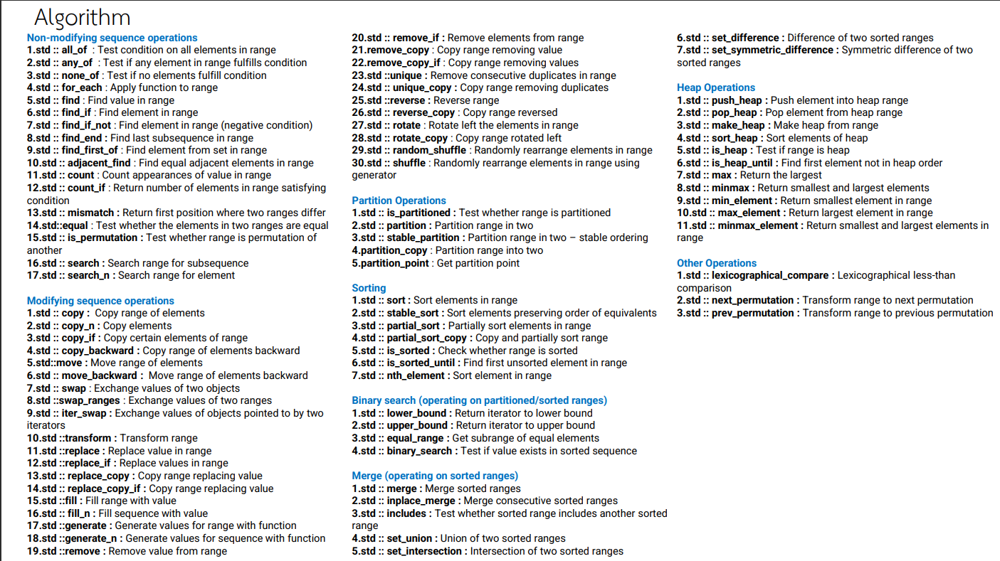 Algorithm
Non-modifying sequence operations
1.std :: all_of : Test condition on all elements in range
2.std :: any_of : Test if any element in range fulfills condition
3.std :: none_of : Test if no elements fulfill condition
4.std :: for_each : Apply function to range
5.std :: find : Find value in range
6.std :: find_if : Find element in range
7.std :: find_if_not : Find element in range (negative condition)
8.std :: find_end : Find last subsequence in range
9.std :: find_first_of : Find element from set in range
10.std :: adjacent_find : Find equal adjacent elements in range
11.std :: count : Count appearances of value in range
12.std :: count_if : Return number of elements in range satisfying
condition
13.std :: mismatch : Return first position where two ranges differ
14.std::equal : Test whether the elements in two ranges are equal
15.std :: is_permutation : Test whether range is permutation of
another
16.std :: search : Search range for subsequence
17.std :: search_n : Search range for element
Modifying sequence operations
1.std :: copy : Copy range of elements
2.std :: copy_n : Copy elements
3.std :: copy_if : Copy certain elements of range
4.std :: copy_backward : Copy range of elements backward
5.std::move : Move range of elements
6.std :: move_backward : Move range of elements backward
7.std :: swap : Exchange values of two objects
8.std ::swap_ranges : Exchange values of two ranges
9.std :: iter_swap : Exchange values of objects pointed to by two
iterators
10.std ::transform : Transform range
11.std ::replace : Replace value in range
12.std ::replace_if : Replace values in range
13.std :: replace_copy : Copy range replacing value
14.std :: replace_copy_if : Copy range replacing value
15.std ::fill : Fill range with value
16.std :: fill_n : Fill sequence with value
17.std ::generate : Generate values for range with function
18.std ::generate_n : Generate values for sequence with function
19.std ::remove : Remove value from range
20.std :: remove_if : Remove elements from range
21.remove_copy : Copy range removing value
22.remove_copy_if : Copy range removing values
23.std ::unique : Remove consecutive duplicates in range
24.std :: unique_copy : Copy range removing duplicates
25.std ::reverse : Reverse range
26.std :: reverse_copy : Copy range reversed
27.std :: rotate : Rotate left the elements in range
28.std :: rotate_copy : Copy range rotated left
29.std :: random_shuffle : Randomly rearrange elements in range
30.std :: shuffle : Randomly rearrange elements in range using
generator
Partition Operations
1.std :: is_partitioned : Test whether range is partitioned
2.std :: partition : Partition range in two
3.std :: stable_partition : Partition range in two – stable ordering
4.partition_copy : Partition range into two
5.partition_point : Get partition point
Sorting
1.std :: sort : Sort elements in range
2.std :: stable_sort : Sort elements preserving order of equivalents
3.std :: partial_sort : Partially sort elements in range
4.std :: partial_sort_copy : Copy and partially sort range
5.std :: is_sorted : Check whether range is sorted
6.std :: is_sorted_until : Find first unsorted element in range
7.std :: nth_element : Sort element in range
Binary search (operating on partitioned/sorted ranges)
1.std :: lower_bound : Return iterator to lower bound
2.std :: upper_bound : Return iterator to upper bound
3.std :: equal_range : Get subrange of equal elements
4.std :: binary_search : Test if value exists in sorted sequence
Merge (operating on sorted ranges)
1.std :: merge : Merge sorted ranges
2.std :: inplace_merge : Merge consecutive sorted ranges
3.std :: includes : Test whether sorted range includes another sorted
range
4.std :: set_union : Union of two sorted ranges
5.std :: set_intersection : Intersection of two sorted ranges
6.std :: set_difference : Difference of two sorted ranges
7.std :: set_symmetric_difference : Symmetric difference of two
sorted ranges
Heap Operations
1.std :: push_heap : Push element into heap range
2.std :: pop_heap : Pop element from heap range
3.std :: make_heap : Make heap from range
4.std :: sort_heap : Sort elements of heap
5.std :: is_heap : Test if range is heap
6.std :: is_heap_until : Find first element not in heap order
7.std :: max : Return the largest
8.std :: minmax : Return smallest and largest elements
9.std :: min_element : Return smallest element in range
10.std :: max_element : Return largest element in range
11.std :: minmax_element : Return smallest and largest elements in
range
Other Operations
1.std :: lexicographical_compare : Lexicographical less-than
comparison
2.std :: next_permutation : Transform range to next permutation
3.std :: prev_permutation : Transform range to previous permutation